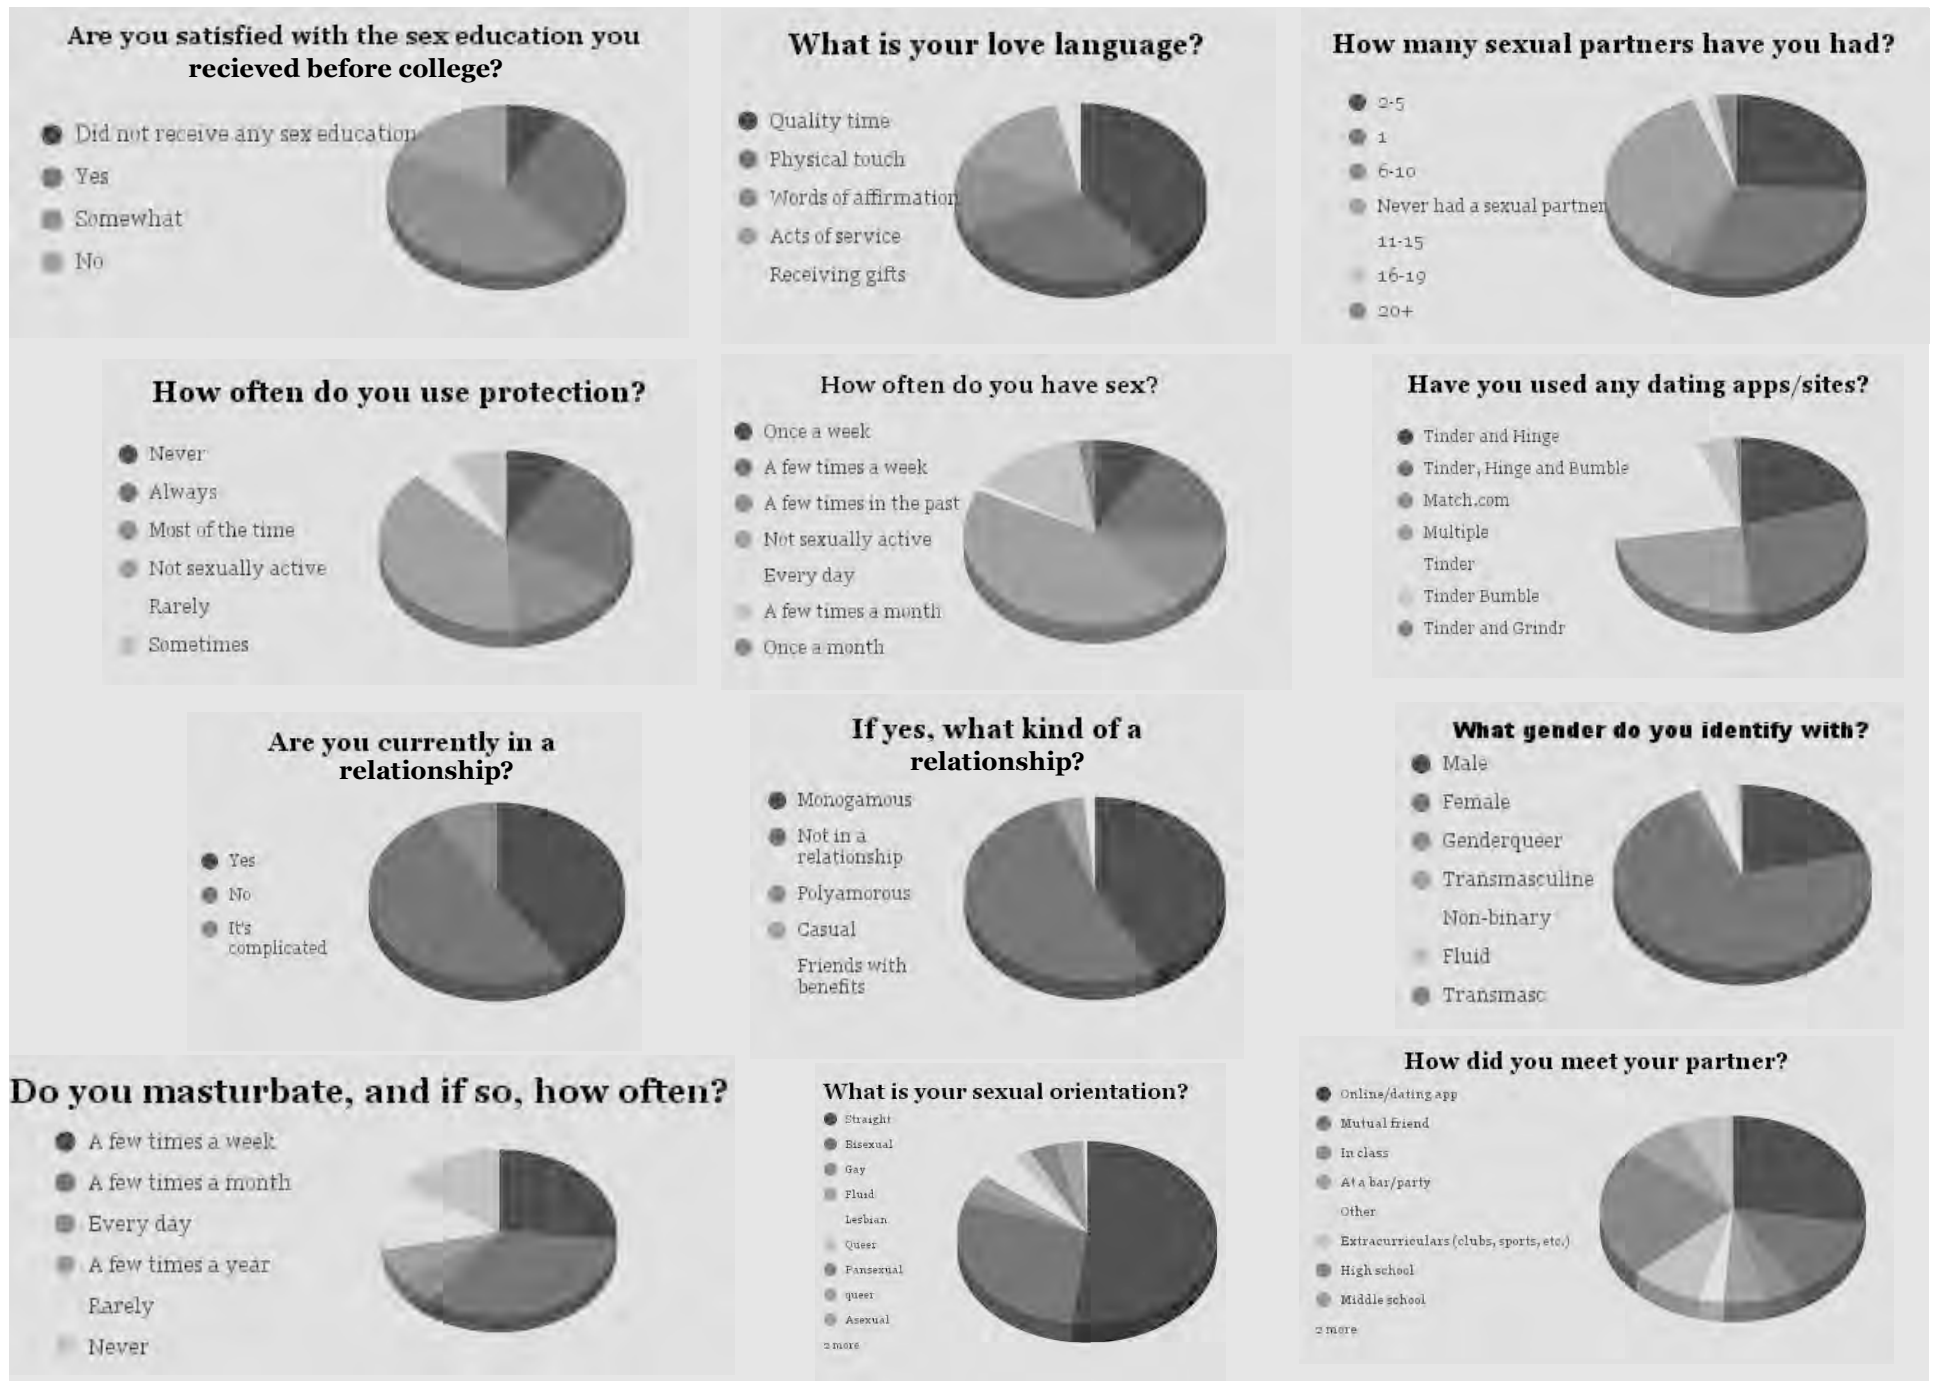 Are you satisfied with the sex education you
recieved before college?
Did not receive any sex education
Yes
Somewhat
No
What is your love language?
Quality time
Physical touch
Words of affirmation
Acts of service
Receiving gifts
How many sexual partners have you had?
2-5
1
6-10
Never had a sexual partner
11-15
16-19
20+
How often do you use protection?
Never
Always
Most of the time
Not sexually active
Rarely
Sometimes
How often do you have sex?
Once a week
A few times a week
A few times in the past
Not sexually active
Every day
A few times a month
Once a month
Have you used any dating apps/sites?
Tinder and Hinge
Tinder, Hinge and Bumble
Match.com
Multiple
Tinder
Tinder Bumble
Tinder and Grindr
Are you currently in a
relationship?
Yes
No
It's
complicated
If yes, what kind of a
relationship?
Monogamous
Not in a
relationship
Polyamorous
Casual
Friends with
benefits
What gender do you identify with?
Male
Female
Genderqueer
Transmasculine
Non-binary
Fluid
Transmasc
Do you masturbate, and if so, how often?
A few times a week
A few times a month
Every day
A few times a year
Rarely
Never
What is your sexual orientation?
Straight
Bisexual
Gay
Fluid
Lesbian
Queer
Pansexual
queer
Asexual
2 more
How did you meet your partner?
Online/dating app
Mutual friend
In class
At a bar/party
Other
Extracurriculars (clubs, sports, etc.)
High school
Middle school
2 more